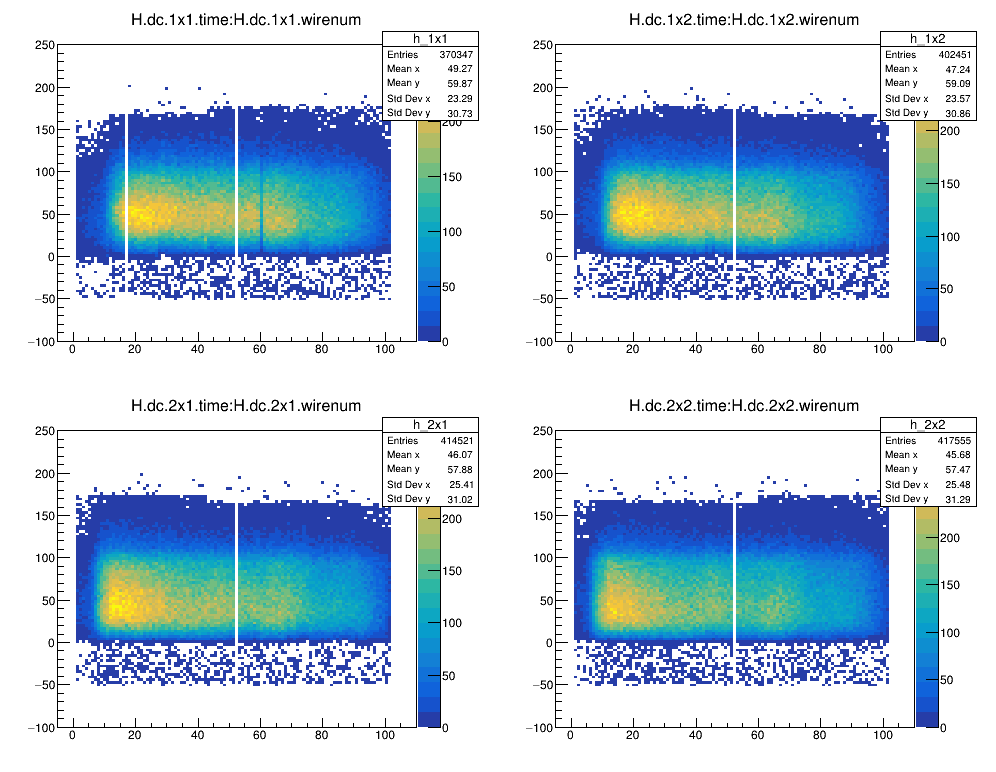 H.dc.1x1.time:H.dc.1x1.wirenum
h_1x1
Entries 370347
Mean x 49.27
Mean y 59.87
Std Dev x 23.29
Std Dev y 30.73
250
200
150
100
50
0
−50
−100
0 20 40 60 80 100
200
150
100
50
0
H.dc.1x2.time:H.dc.1x2.wirenum
h_1x2
Entries 402451
Mean x 47.24
Mean y 59.09
Std Dev x 23.57
Std Dev y 30.86
250
200
150
100
50
0
−50
−100
0 20 40 60 80 100
200
150
100
50
0
H.dc.2x1.time:H.dc.2x1.wirenum
h_2x1
Entries 414521
Mean x 46.07
Mean y 57.88
Std Dev x 25.41
Std Dev y 31.02
250
200
150
100
50
0
−50
−100
0 20 40 60 80 100
200
150
100
50
0
H.dc.2x2.time:H.dc.2x2.wirenum
h_2x2
Entries 417555
Mean x 45.68
Mean y 57.47
Std Dev x 25.48
Std Dev y 31.29
250
200
150
100
50
0
−50
−100
0 20 40 60 80 100
200
150
100
50
0